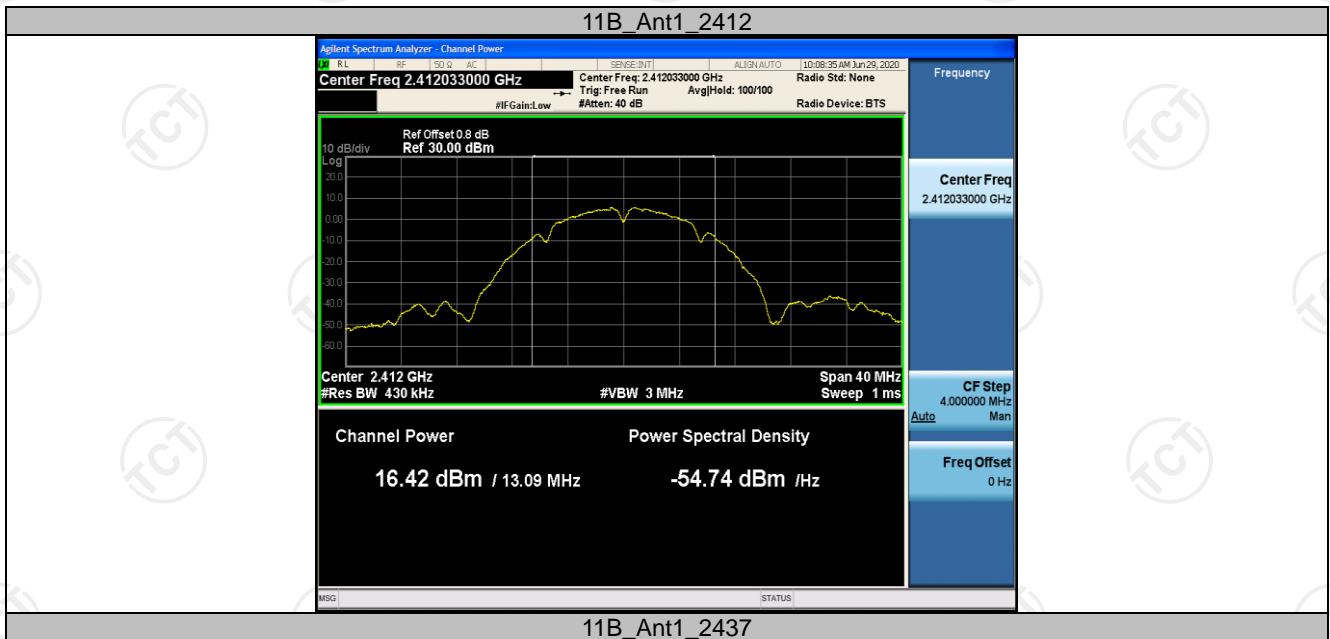 11B_Ant1_2412
Agilent Spectrum Analyzer - Channel Power
LXI RL RF 50 Ω AC SENSE:INT ALIGN AUTO 10:08:35 AM Jun 29, 2020
Center Freq 2.412033000 GHz
Center Freq: 2.412033000 GHz Radio Std: None
Trig: Free Run Avg|Hold: 100/100
#IFGain:Low #Atten: 40 dB Radio Device: BTS
Frequency
Ref Offset 0.8 dB
10 dB/div Ref 30.00 dBm
Log
20.0
10.0
0.00
-10.0
-20.0
-30.0
-40.0
-50.0
-60.0
Center 2.412 GHz Span 40 MHz
#Res BW 430 kHz #VBW 3 MHz Sweep 1 ms
Center Freq
2.412033000 GHz
CF Step
4.000000 MHz
Auto Man
Freq Offset
0 Hz
Channel Power Power Spectral Density
16.42 dBm / 13.09 MHz -54.74 dBm /Hz
MSG STATUS
11B_Ant1_2437
TCT
TCT
TCT
TCT
TCT